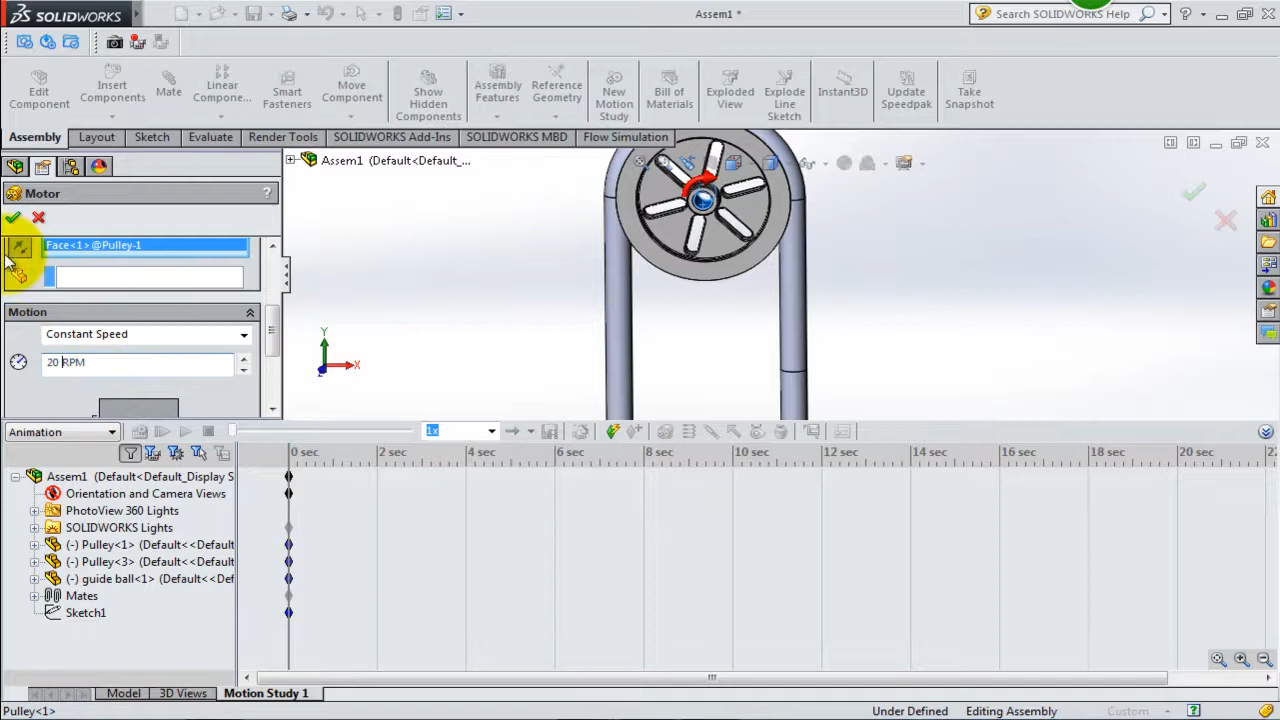 SOLIDWORKS
Assem1 *
Search SOLIDWORKS Help
Edit Component
Insert Components
Mate
Linear Compone...
Smart Fasteners
Move Component
Show Hidden Components
Assembly Features
Reference Geometry
New Motion Study
Bill of Materials
Exploded View
Explode Line Sketch
Instant3D
Update Speedpak
Take Snapshot
Assembly
Layout
Sketch
Evaluate
Render Tools
SOLIDWORKS Add-Ins
SOLIDWORKS MBD
Flow Simulation
Assem1 (Default<Default_...
Motor
?
Face<1>@Pulley-1
Motion
Constant Speed
20 RPM
Y
X
Z
Animation
1x
0 sec
2 sec
4 sec
6 sec
8 sec
10 sec
12 sec
14 sec
16 sec
18 sec
20 sec
22
Assem1 (Default<Default_Display S
Orientation and Camera Views
PhotoView 360 Lights
SOLIDWORKS Lights
(-) Pulley<1> (Default<<Default
(-) Pulley<3> (Default<<Default
(-) guide ball<1> (Default<<Def
Mates
Sketch1
Model
3D Views
Motion Study 1
Pulley<1>
Under Defined
Editing Assembly
Custom